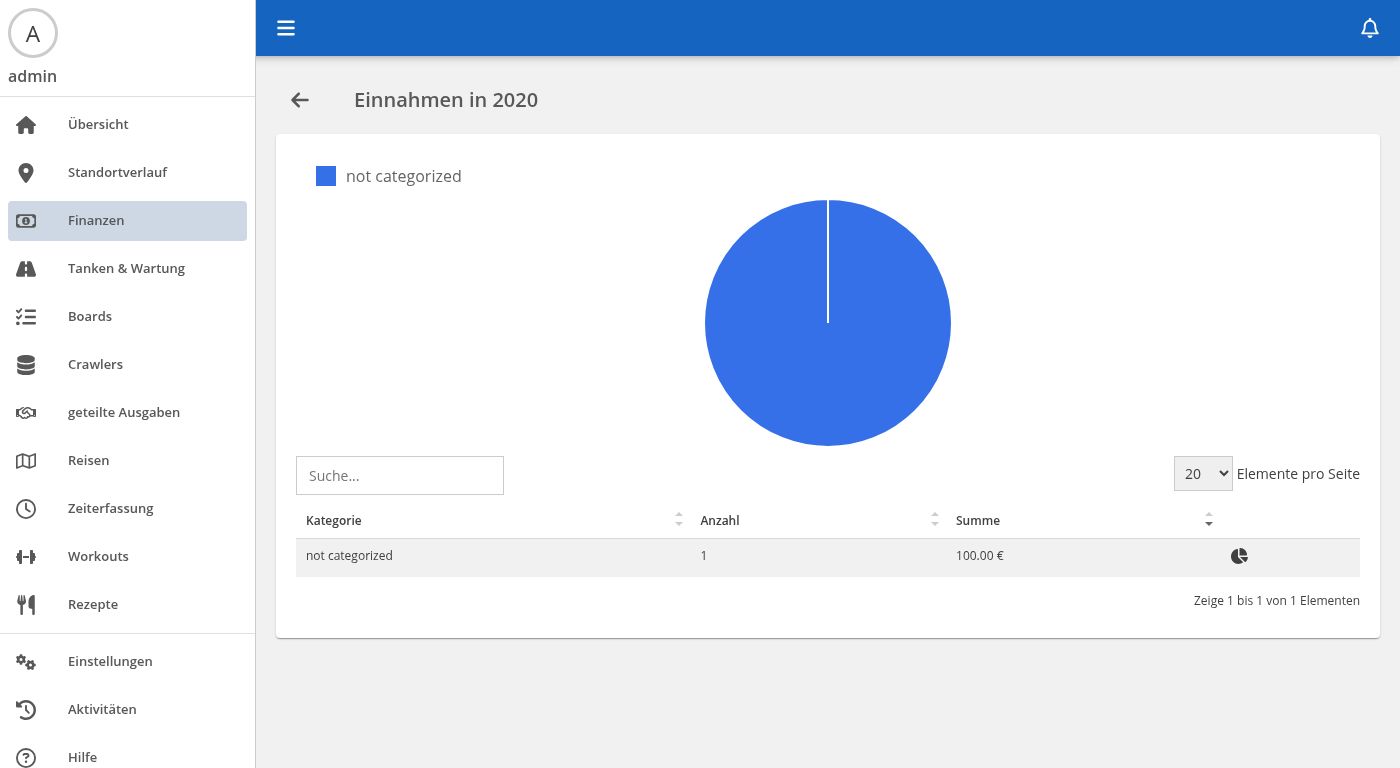 A
admin
Übersicht
Standortverlauf
Finanzen
Tanken & Wartung
Boards
Crawlers
geteilte Ausgaben
Reisen
Zeiterfassung
Workouts
Rezepte
Einstellungen
Aktivitäten
Hilfe
Einnahmen in 2020
not categorized
Suche...
20 Elemente pro Seite
Kategorie Anzahl Summe
not categorized 1 100.00 €
Zeige 1 bis 1 von 1 Elementen